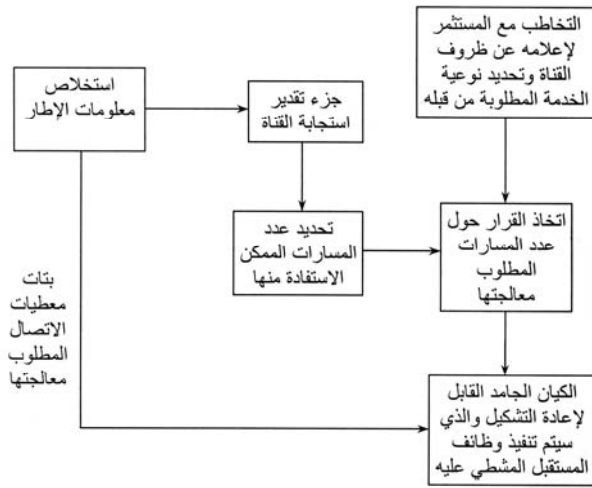 التخاطب مع المستثمر
لإعلامه عن ظروف
القناة وتحديد نوعية
الخدمة المطلوبة من قبله
استخلاص
معلومات الإطار
جزء تقدير
استجابة القناة
تحديد عدد
المسارات الممكن
الاستفادة منها
اتخاذ القرار حول
عدد المسارات
المطلوب
معالجتها
بتات
معطيات
الاتصال
المطلوب
معالجتها
الكيان الجامد القابل
لإعادة التشكيل والذي
سيتم تنفيذ وظائف
المستقبل المشطي عليه